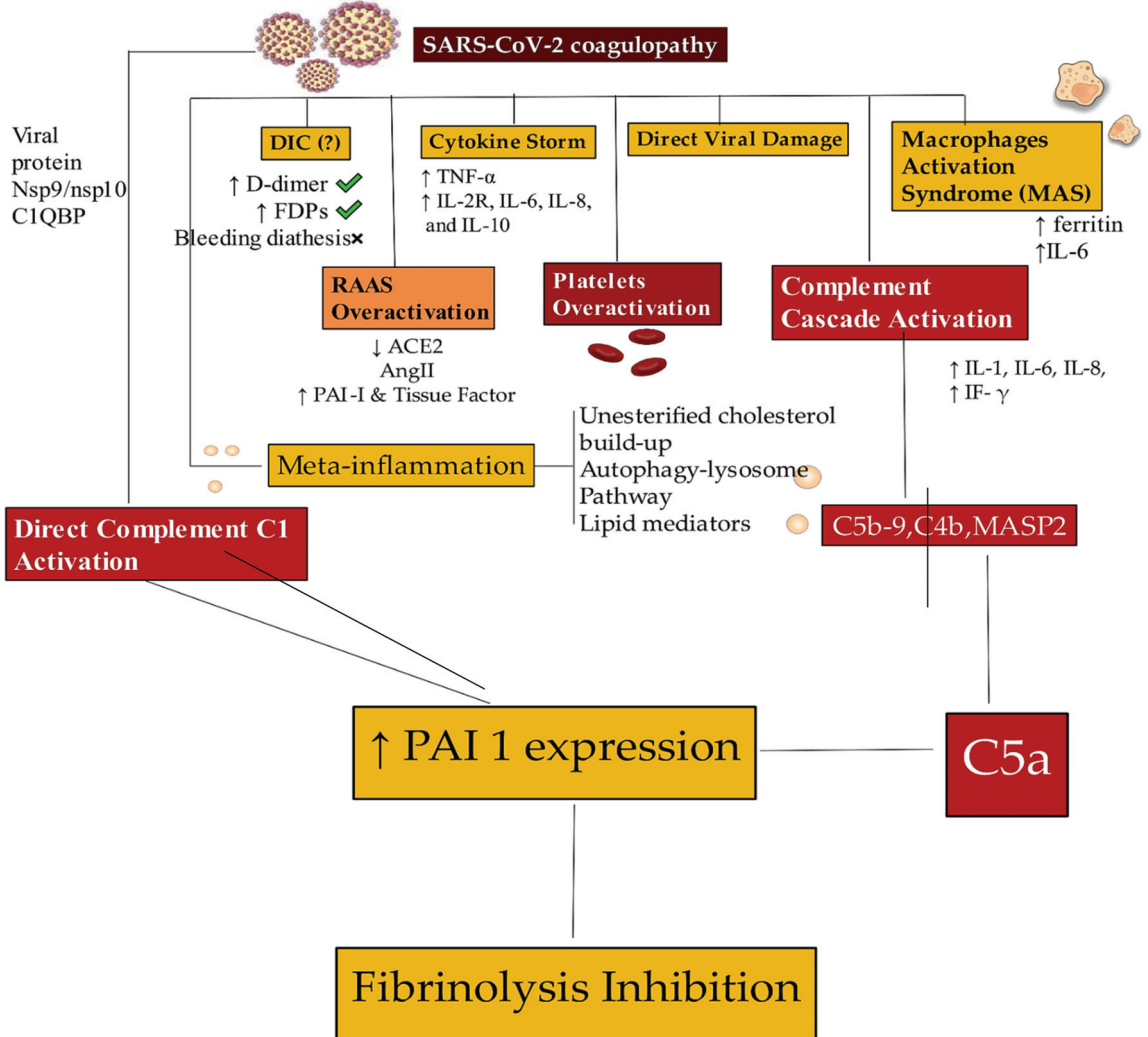 SARS-CoV-2 coagulopathy
Viral
protein
Nsp9/nsp10
C1QBP
DIC (?)
↑ D-dimer ✔
↑ FDPs ✔
Bleeding diathesis✖
Cytokine Storm
↑ TNF-α
↑ IL-2R, IL-6, IL-8,
and IL-10
Direct Viral Damage
Macrophages
Activation
Syndrome (MAS)
↑ ferritin
↑IL-6
RAAS
Overactivation
↓ ACE2
AngII
↑ PAI-I & Tissue Factor
Platelets
Overactivation
Complement
Cascade Activation
↑ IL-1, IL-6, IL-8,
↑ IF- γ
Meta-inflammation
Unesterified cholesterol
build-up
Autophagy-lysosome
Pathway
Lipid mediators
Direct Complement C1
Activation
C5b-9,C4b,MASP2
↑ PAI 1 expression
C5a
Fibrinolysis Inhibition